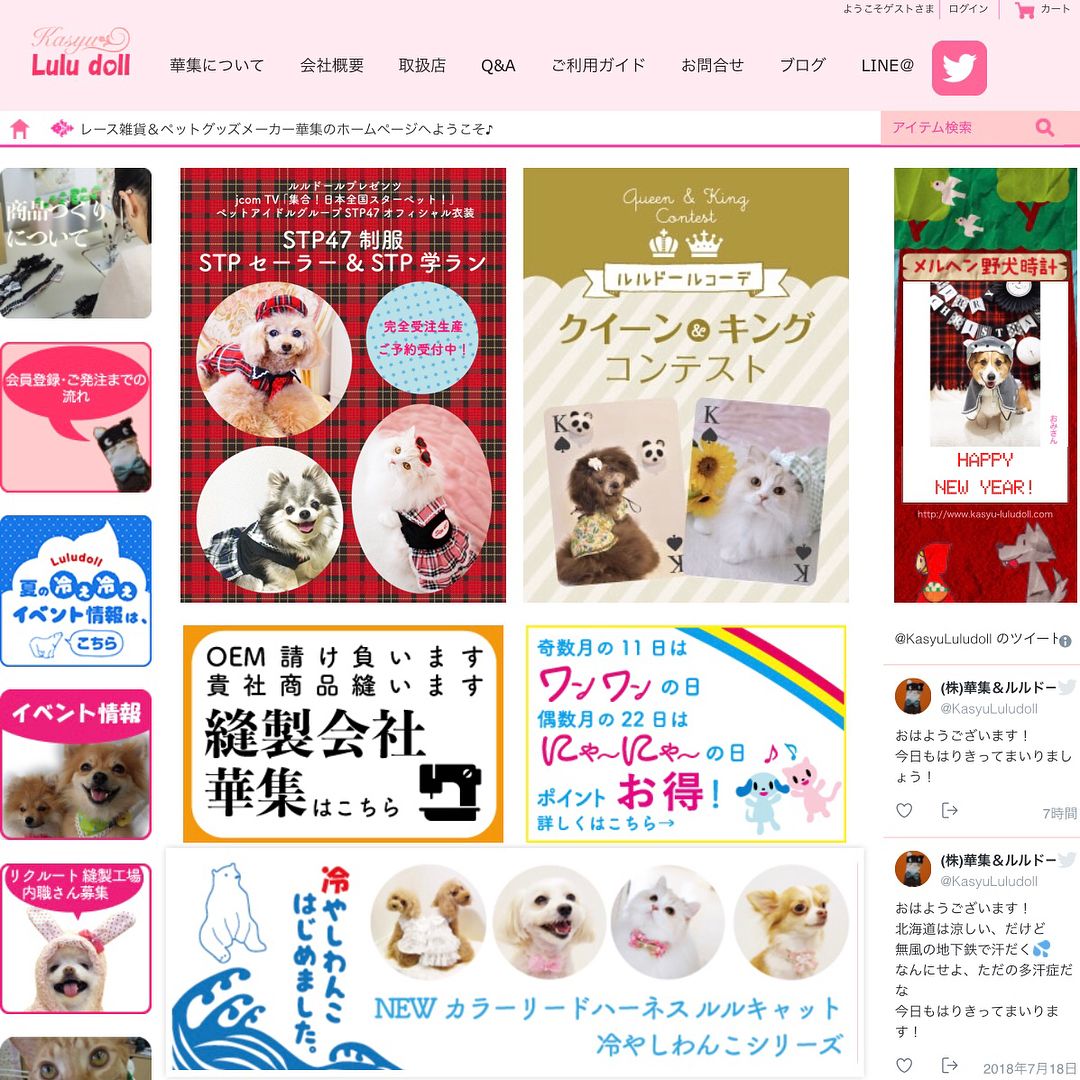 ようこそゲストさま
ログイン
カート
Kasyu
Lulu doll
華集について
会社概要
取扱店
Q&A
ご利用ガイド
お問合せ
ブログ
LINE@
レース雑貨＆ペットグッズメーカー華集のホームページへようこそ♪
アイテム検索
商品づくり
について
会員登録・ご発注までの
流れ
Luludoll
夏の冷え冷え
イベント情報は、
こちら
イベント情報
リクルート 縫製工場
内職さん募集
ルルドールプレゼンツ
jcom TV「集合！日本全国スターペット！」
ペットアイドルグループ STP47 オフィシャル衣装
STP47 制服
STP セーラー & STP 学ラン
完全受注生産
ご予約受付中！
Queen & King
Contest
ルルドールコーデ
クイーン&キング
コンテスト
K
K
K
K
メルヘン野犬時計
おみさん
HAPPY
NEW YEAR!
http://www.kasyu-luludoll.com
OEM 請け負います
貴社商品縫います
縫製会社
華集はこちら
奇数月の 11 日は
ワンワンの日
偶数月の 22 日は
にゃ〜にゃ〜の日
ポイント お得！
詳しくはこちら→
冷やしわんこ
はじめました。
NEW カラーリードハーネス ルルキャット
冷やしわんこシリーズ
@KasyuLuludoll のツイート
(株)華集＆ルルドー
@KasyuLuludoll
おはようございます！
今日もはりきってまいりまし
ょう！
7時間
(株)華集＆ルルドー
@KasyuLuludoll
おはようございます！
北海道は涼しい、だけど
無風の地下鉄で汗だく💦
なんにせよ、ただの多汗症だ
な
今日もはりきってまいりま
す！
2018年7月18日